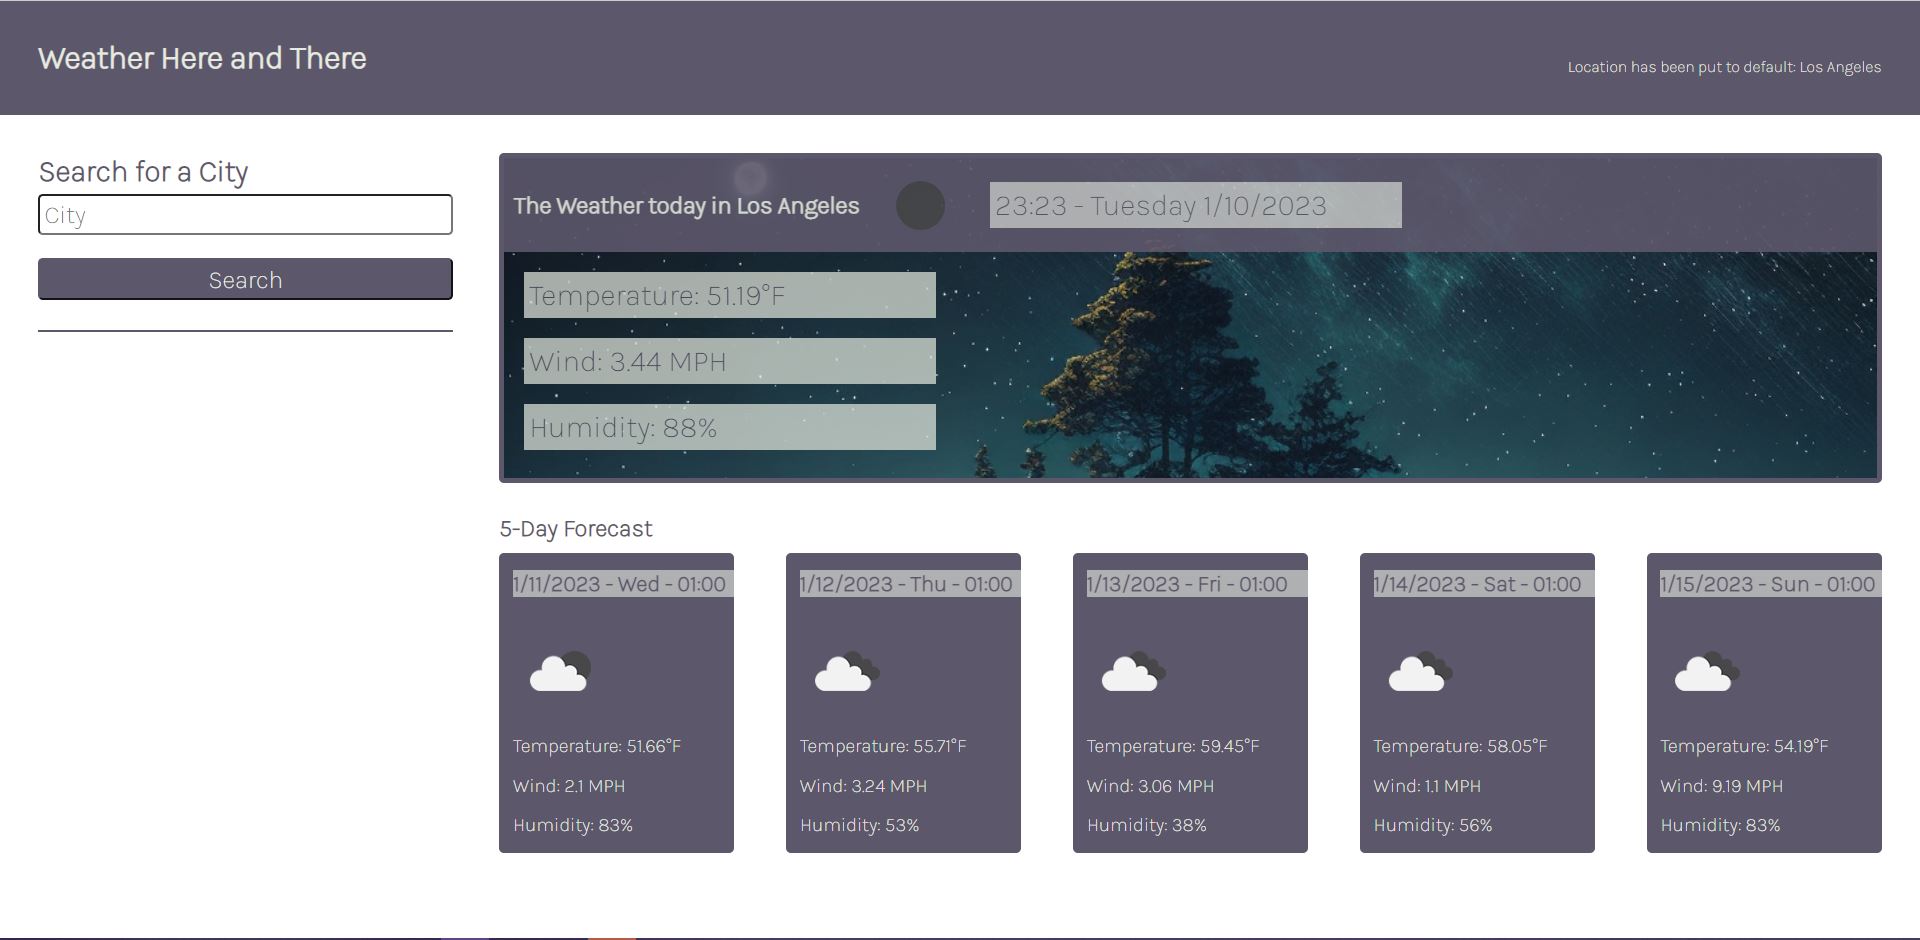 Weather Here and There
Location has been put to default: Los Angeles
Search for a City
City
Search
The Weather today in Los Angeles
23:23 - Tuesday 1/10/2023
Temperature: 51.19°F
Wind: 3.44 MPH
Humidity: 88%
5-Day Forecast
1/11/2023 - Wed - 01:00
Temperature: 51.66°F
Wind: 2.1 MPH
Humidity: 83%
1/12/2023 - Thu - 01:00
Temperature: 55.71°F
Wind: 3.24 MPH
Humidity: 53%
1/13/2023 - Fri - 01:00
Temperature: 59.45°F
Wind: 3.06 MPH
Humidity: 38%
1/14/2023 - Sat - 01:00
Temperature: 58.05°F
Wind: 1.1 MPH
Humidity: 56%
1/15/2023 - Sun - 01:00
Temperature: 54.19°F
Wind: 9.19 MPH
Humidity: 83%